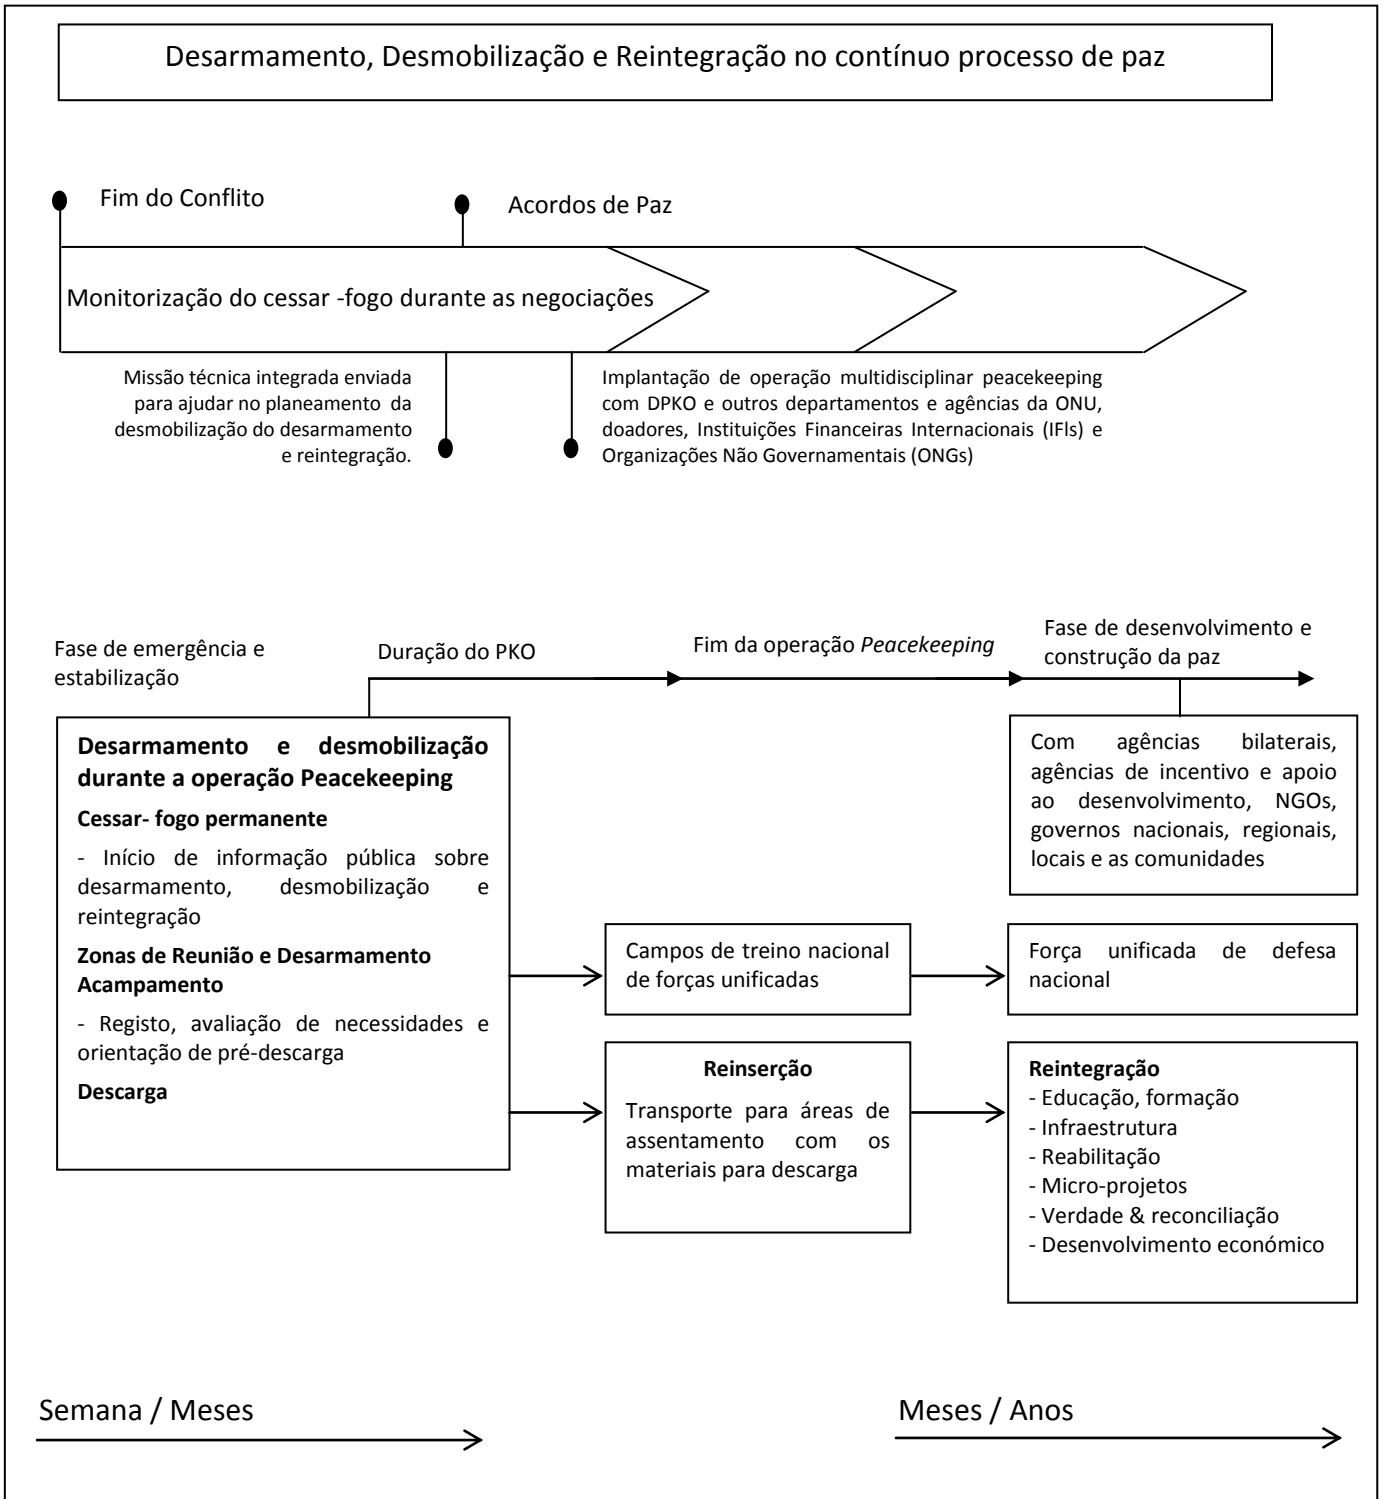 Desarmamento, Desmobilização e Reintegração no contínuo processo de paz
Fim do Conflito
Acordos de Paz
Monitorização do cessar -fogo durante as negociações
Missão técnica integrada enviada
para ajudar no planeamento da
desmobilização do desarmamento
e reintegração.
Implantação de operação multidisciplinar peacekeeping
com DPKO e outros departamentos e agências da ONU,
doadores, Instituições Financeiras Internacionais (IFIs) e
Organizações Não Governamentais (ONGs)
Fase de emergência e
estabilização
Duração do PKO
Fim da operação Peacekeeping
Fase de desenvolvimento e
construção da paz
Desarmamento e desmobilização
durante a operação Peacekeeping
Cessar- fogo permanente
- Início de informação pública sobre
desarmamento, desmobilização e
reintegração
Zonas de Reunião e Desarmamento
Acampamento
- Registo, avaliação de necessidades e
orientação de pré-descarga
Descarga
Com agências bilaterais,
agências de incentivo e apoio
ao desenvolvimento, NGOs,
governos nacionais, regionais,
locais e as comunidades
Campos de treino nacional
de forças unificadas
Força unificada de defesa
nacional
Reinserção
Transporte para áreas de
assentamento com os
materiais para descarga
Reintegração
- Educação, formação
- Infraestrutura
- Reabilitação
- Micro-projetos
- Verdade & reconciliação
- Desenvolvimento económico
Semana / Meses
Meses / Anos